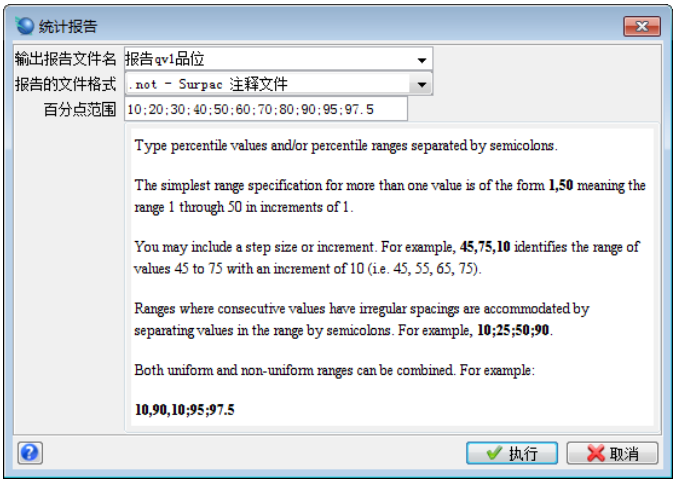 统计报告
输出报告文件名 报告qv1品位
报告的文件格式 .not - Surpac 注释文件
百分点范围 10;20;30;40;50;60;70;80;90;95;97.5
Type percentile values and/or percentile ranges separated by semicolons.
The simplest range specification for more than one value is of the form 1,50 meaning the
range 1 through 50 in increments of 1.
You may include a step size or increment. For example, 45,75,10 identifies the range of
values 45 to 75 with an increment of 10 (i.e. 45, 55, 65, 75).
Ranges where consecutive values have irregular spacings are accommodated by
separating values in the range by semicolons. For example, 10;25;50;90.
Both uniform and non-uniform ranges can be combined. For example:
10,90,10;95;97.5
执行 取消